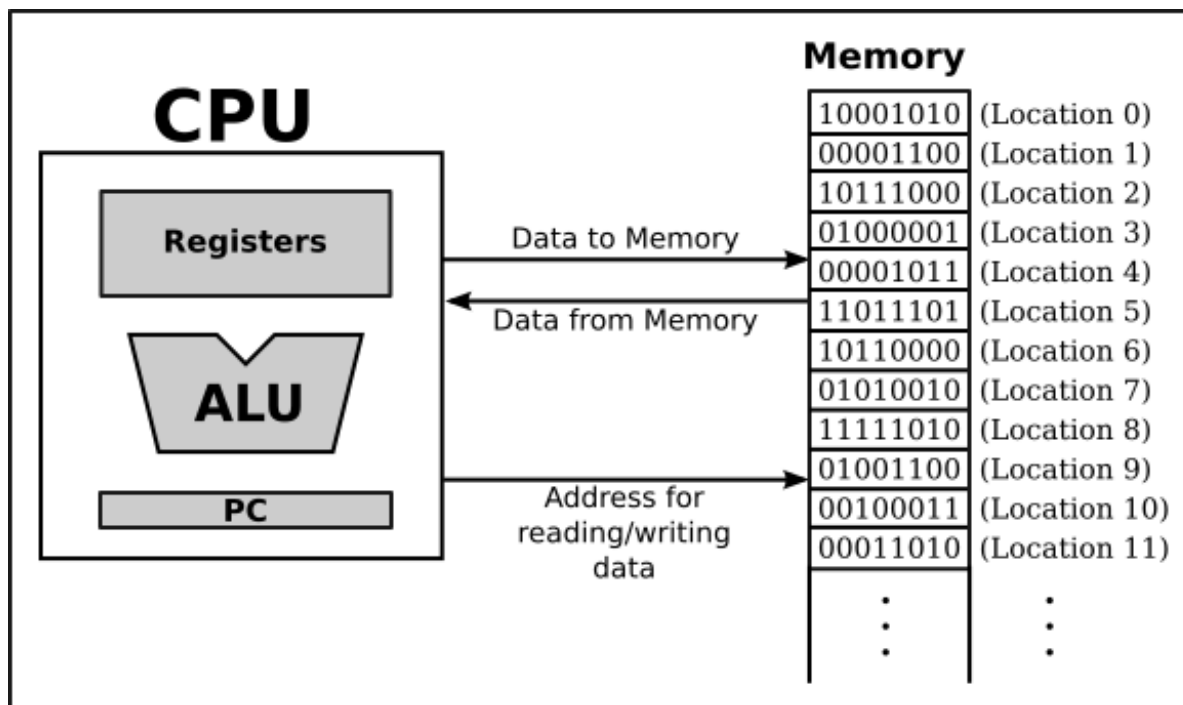 CPU
Registers
ALU
PC
Data to Memory
Data from Memory
Address for
reading/writing
data
Memory
10001010 (Location 0)
00001100 (Location 1)
10111000 (Location 2)
01000001 (Location 3)
00001011 (Location 4)
11011101 (Location 5)
10110000 (Location 6)
01010010 (Location 7)
11111010 (Location 8)
01001100 (Location 9)
00100011 (Location 10)
00011010 (Location 11)